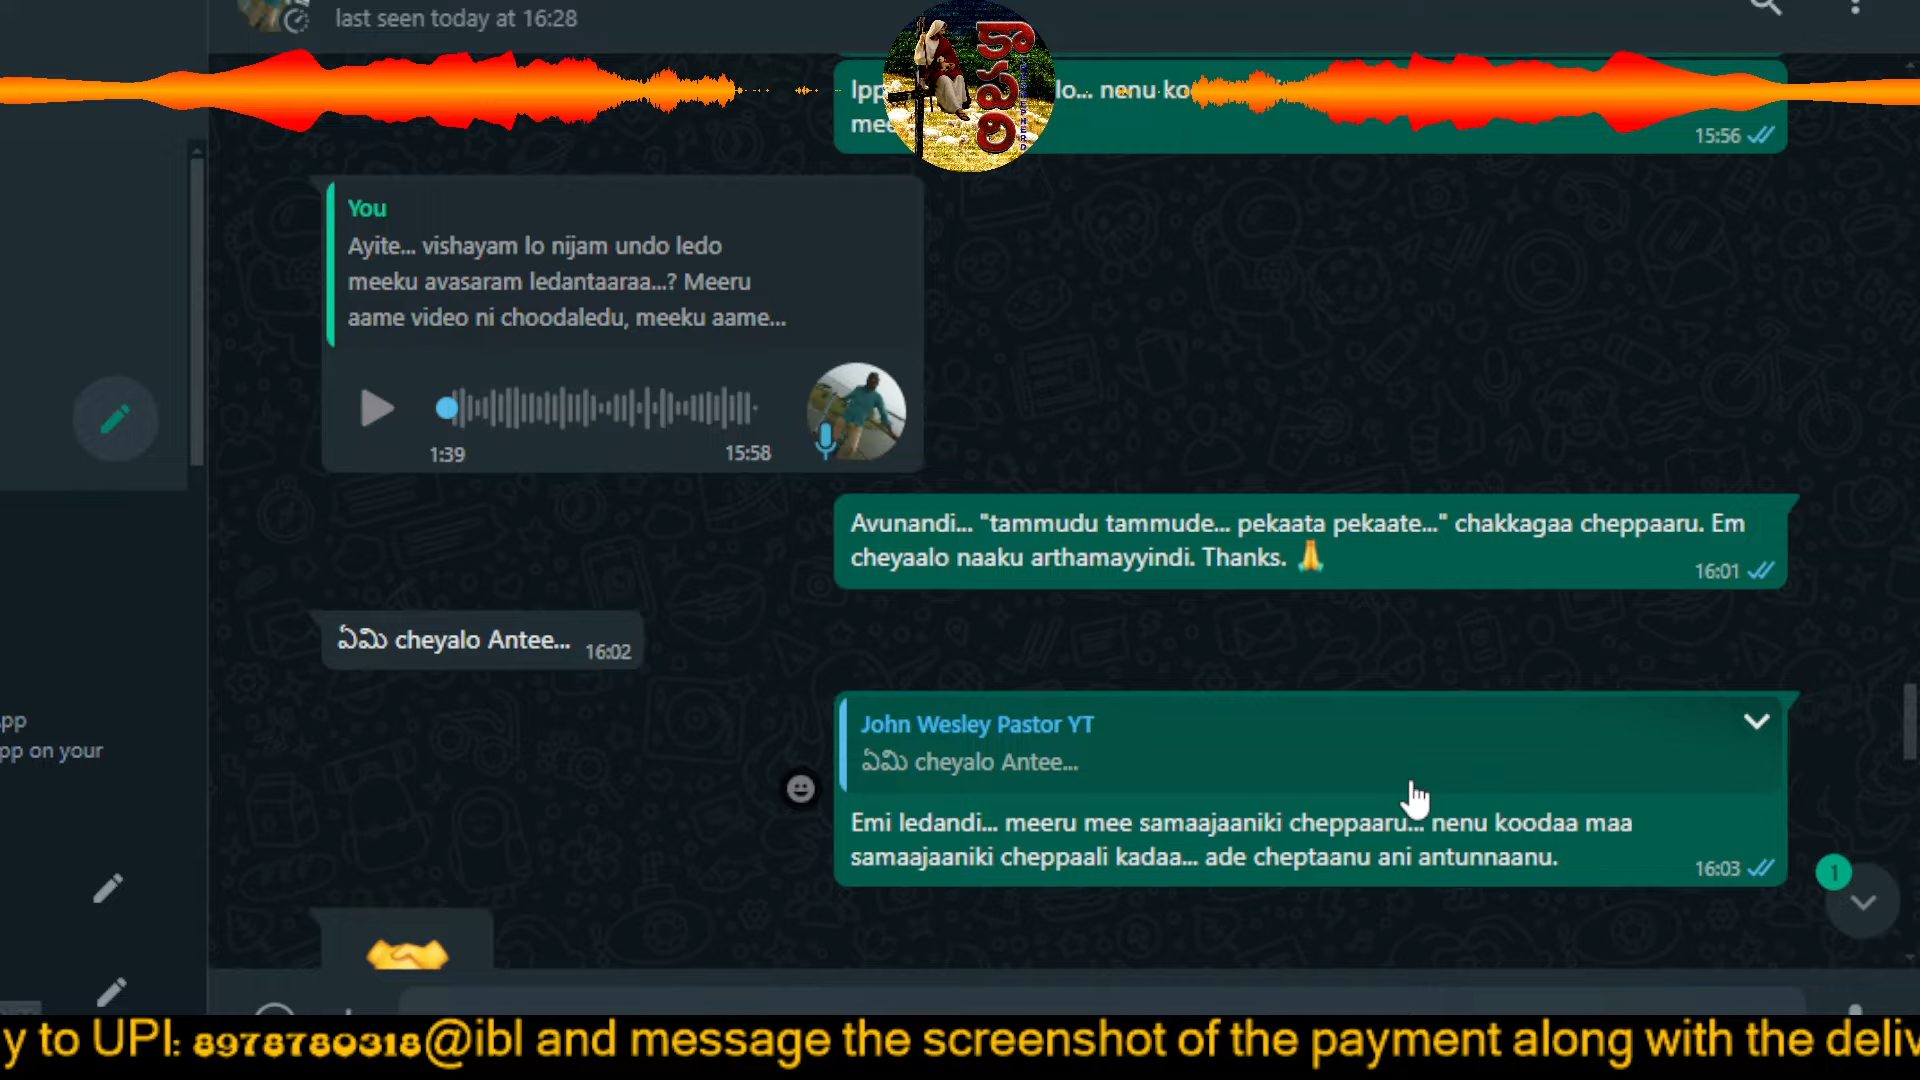 last seen today at 16:28
కాపరి
lo... nenu ko
15:56
You
Ayite... vishayam lo nijam undo ledo
meeku avasaram ledantaaraa...? Meeru
aame video ni choodaledu, meeku aame...
1:39
15:58
Avunandi... "tammudu tammude... pekaata pekaate..." chakkagaa cheppaaru. Em
cheyaalo naaku arthamayyindi. Thanks. 🙏
16:01
ఏమి cheyalo Antee... 16:02
John Wesley Pastor YT
ఏమి cheyalo Antee...
Emi ledandi... meeru mee samaajaaniki cheppaaru... nenu koodaa maa
samaajaaniki cheppaali kadaa... ade cheptaanu ani antunnaanu.
16:03
1
pp on your
y to UPI: 8978780318@ibl and message the screenshot of the payment along with the deliv